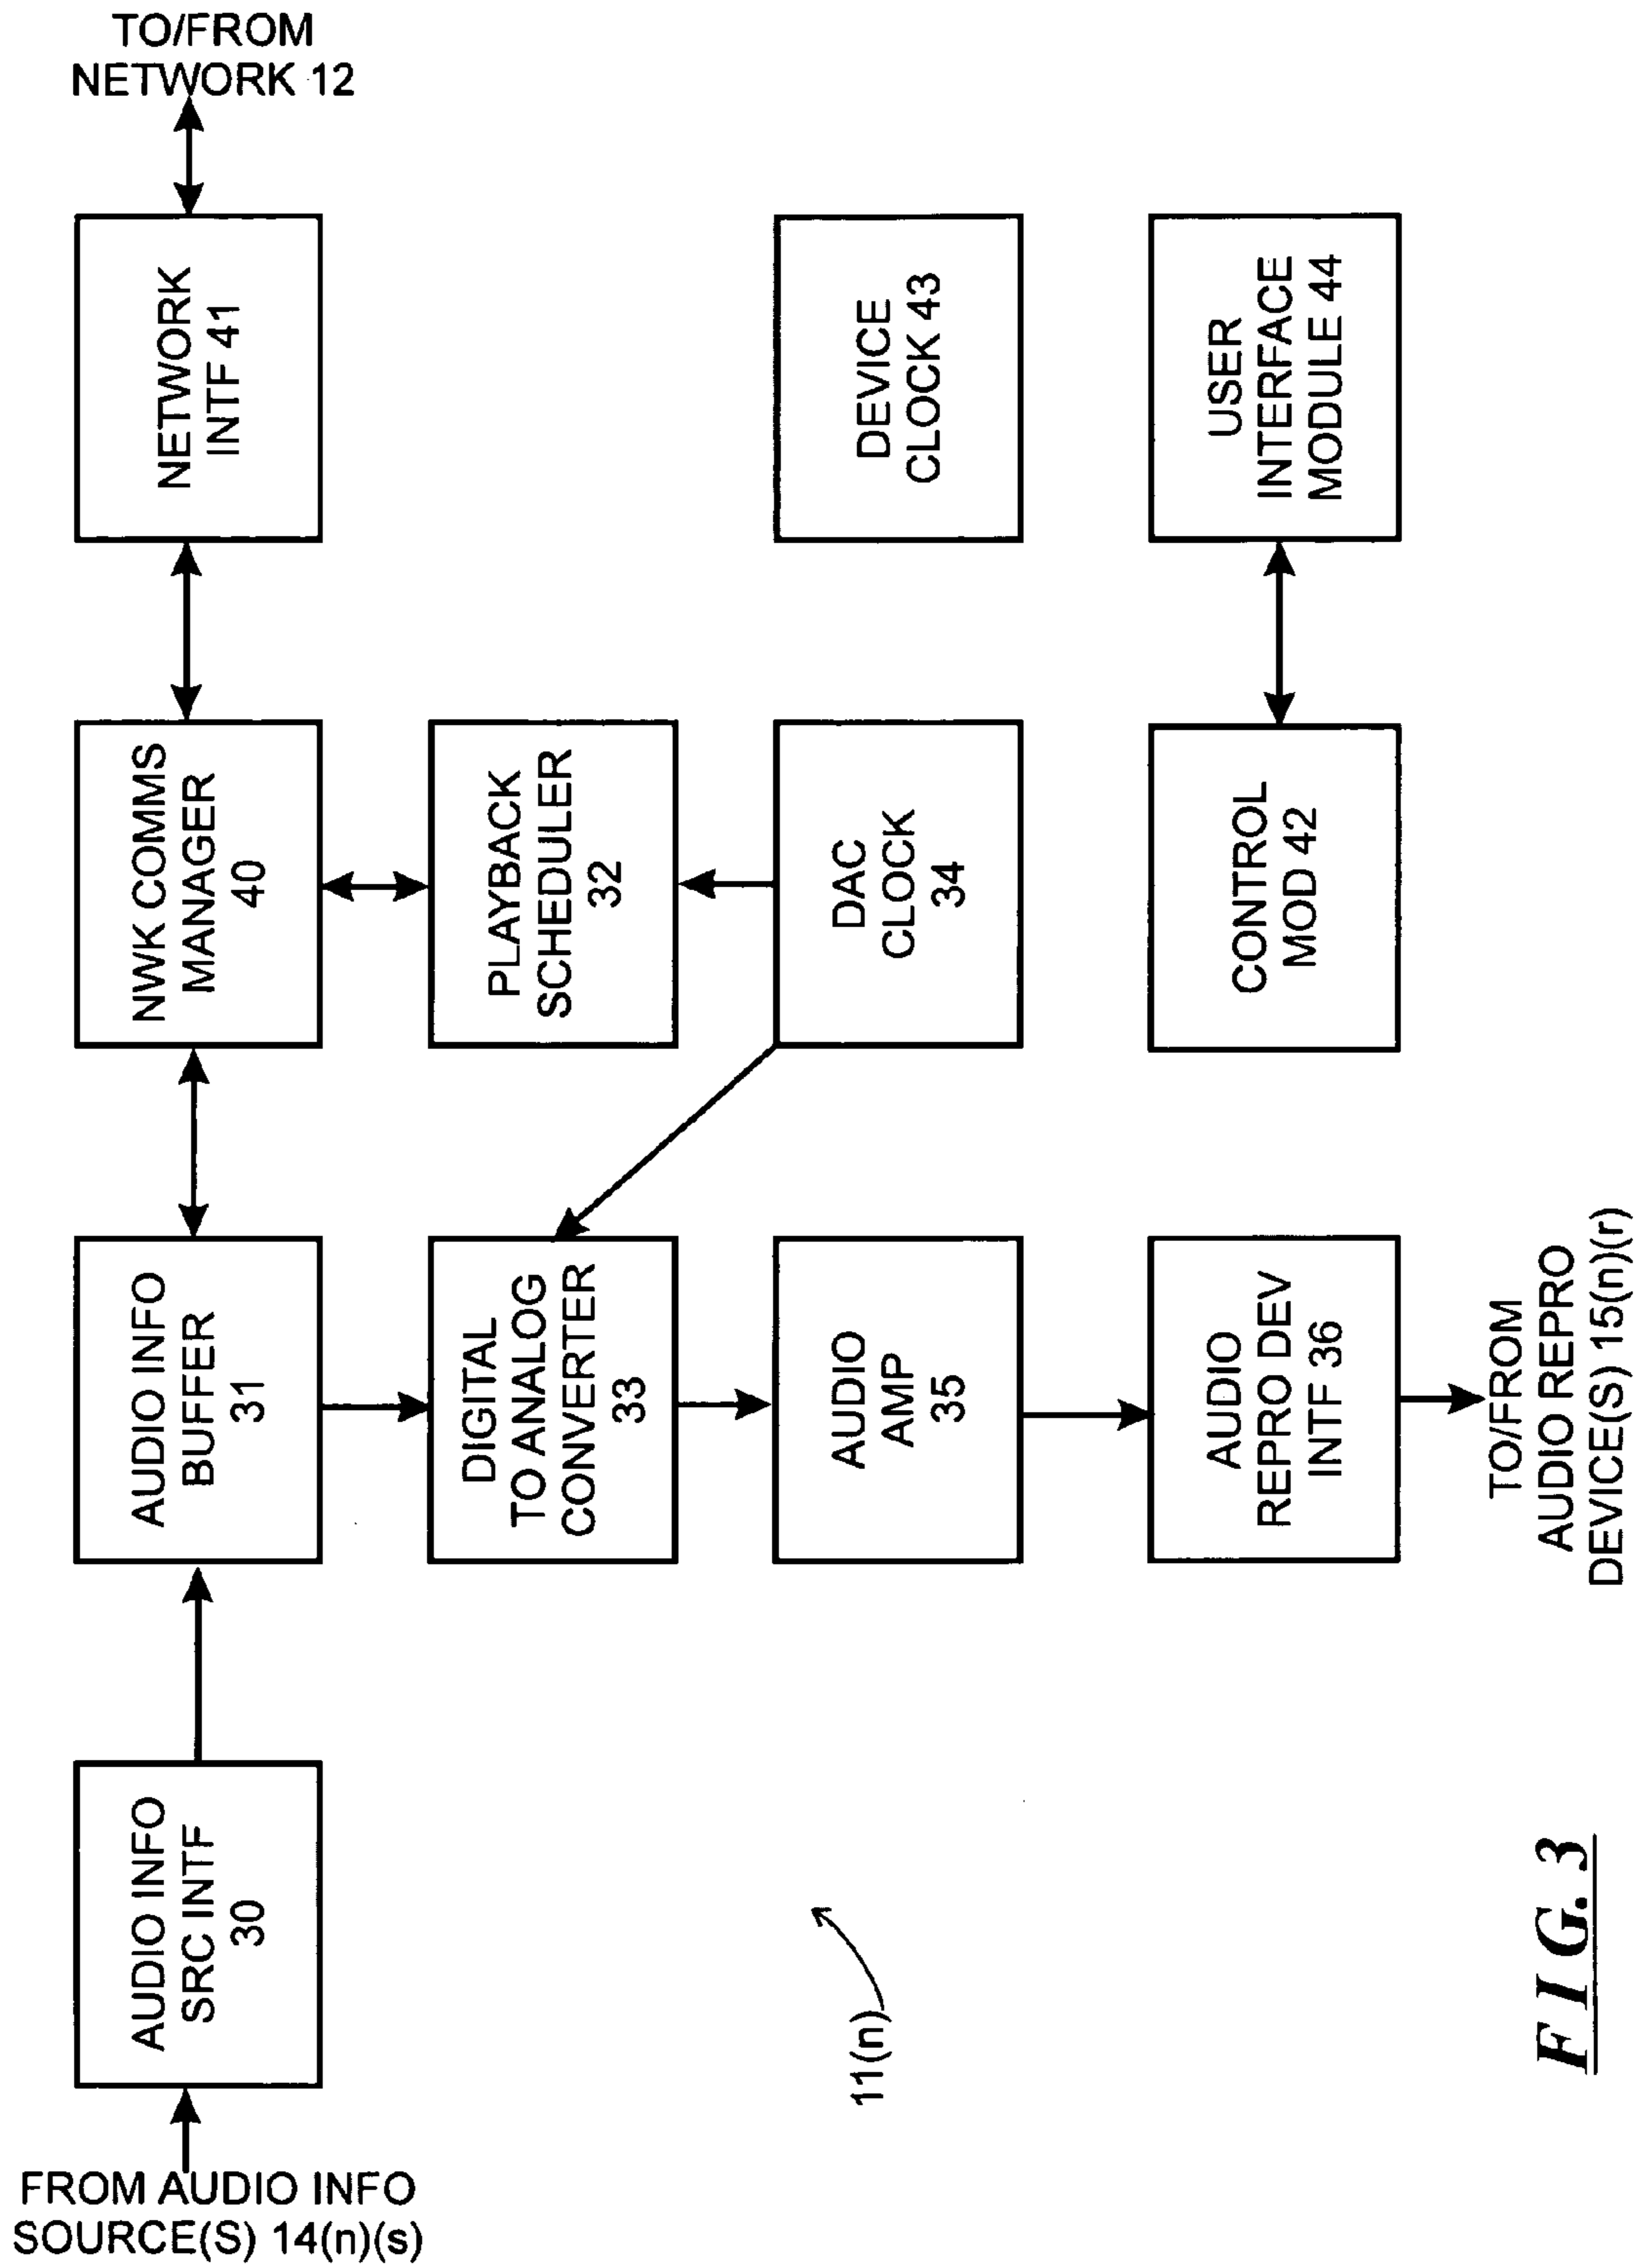 TO/FROM
NETWORK 12
NETWORK
INTF 41
DEVICE
CLOCK 43
USER
INTERFACE
MODULE 44
NWK COMMS
MANAGER
40
PLAYBACK
SCHEDULER
32
DAC
CLOCK
34
CONTROL
MOD 42
AUDIO INFO
BUFFER
31
DIGITAL
TO ANALOG
CONVERTER
33
AUDIO
AMP
35
AUDIO
REPRO DEV
INTF 36
TO/FROM
AUDIO REPRO
DEVICE(S) 15(n)(r)
AUDIO INFO
SRC INTF
30
11(n)
FROM AUDIO INFO
SOURCE(S) 14(n)(s)
FIG. 3